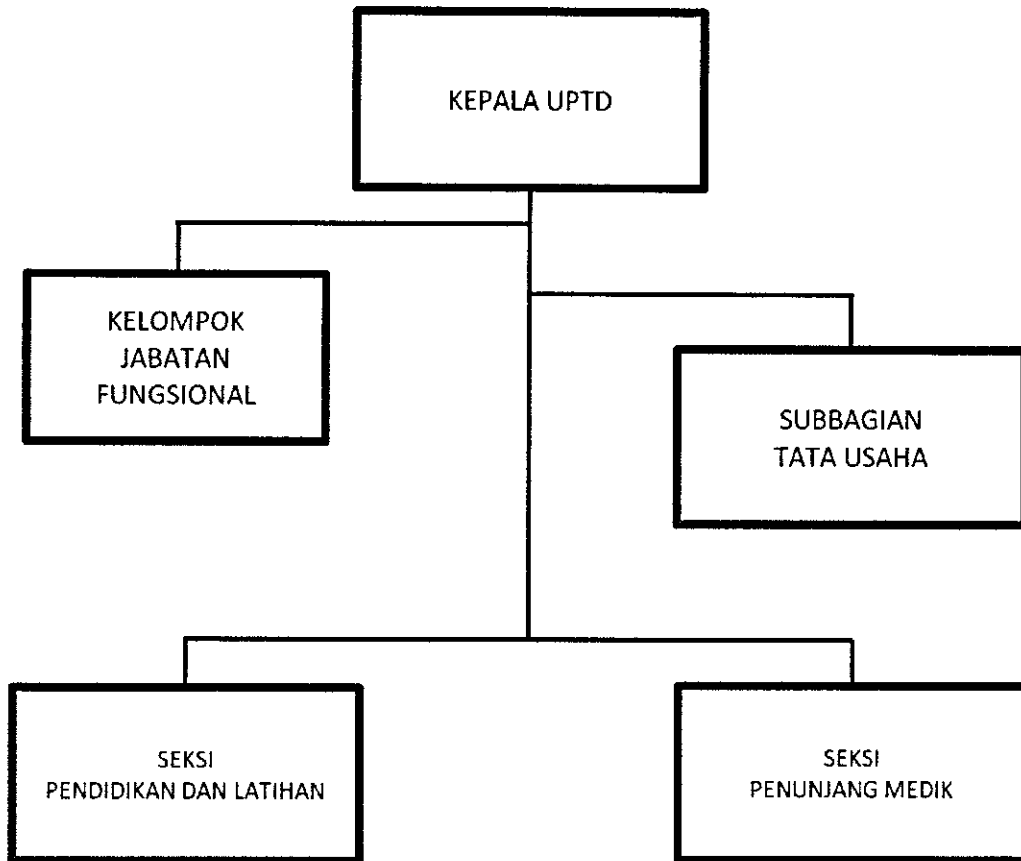 KEPALA UPTD
KELOMPOK
JABATAN
FUNGSIONAL
SUBBAGIAN
TATA USAHA
SEKSI
PENDIDIKAN DAN LATIHAN
SEKSI
PENUNJANG MEDIK